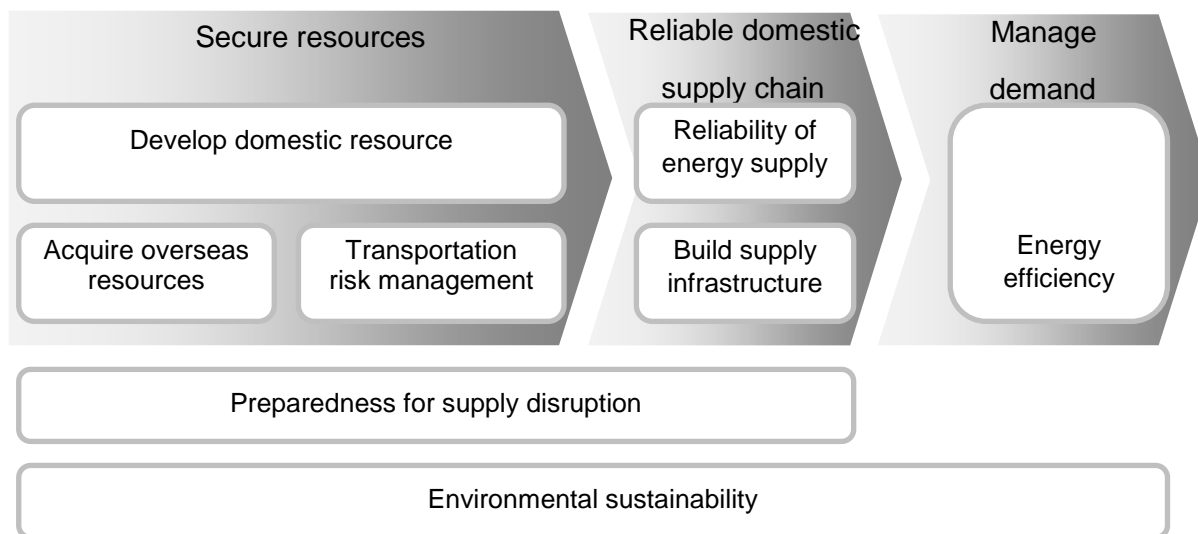 Secure resources
Reliable domestic
supply chain
Manage
demand
Develop domestic resource
Acquire overseas
resources
Transportation
risk management
Reliability of
energy supply
Build supply
infrastructure
Energy
efficiency
Preparedness for supply disruption
Environmental sustainability